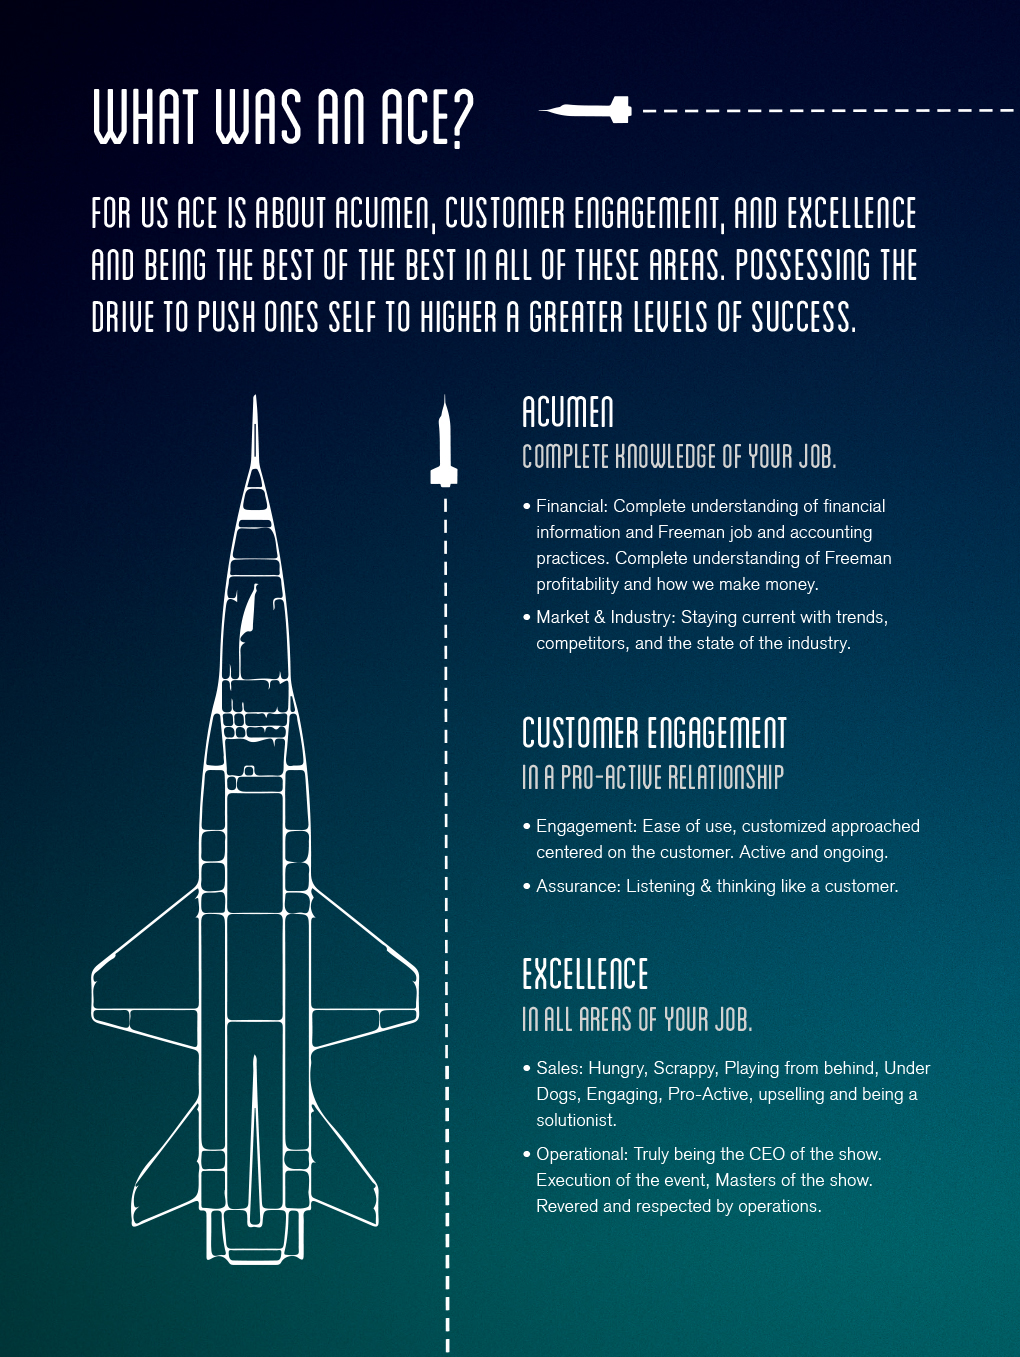 WHAT WAS AN ACE?
FOR US ACE IS ABOUT ACUMEN, CUSTOMER ENGAGEMENT, AND EXCELLENCE
AND BEING THE BEST OF THE BEST IN ALL OF THESE AREAS. POSSESSING THE
DRIVE TO PUSH ONES SELF TO HIGHER A GREATER LEVELS OF SUCCESS.
ACUMEN
COMPLETE KNOWLEDGE OF YOUR JOB.
• Financial: Complete understanding of financial
information and Freeman job and accounting
practices. Complete understanding of Freeman
profitability and how we make money.
• Market & Industry: Staying current with trends,
competitors, and the state of the industry.
CUSTOMER ENGAGEMENT
IN A PRO-ACTIVE RELATIONSHIP
• Engagement: Ease of use, customized approached
centered on the customer. Active and ongoing.
• Assurance: Listening & thinking like a customer.
EXCELLENCE
IN ALL AREAS OF YOUR JOB.
• Sales: Hungry, Scrappy, Playing from behind, Under
Dogs, Engaging, Pro-Active, upselling and being a
solutionist.
• Operational: Truly being the CEO of the show.
Execution of the event, Masters of the show.
Revered and respected by operations.